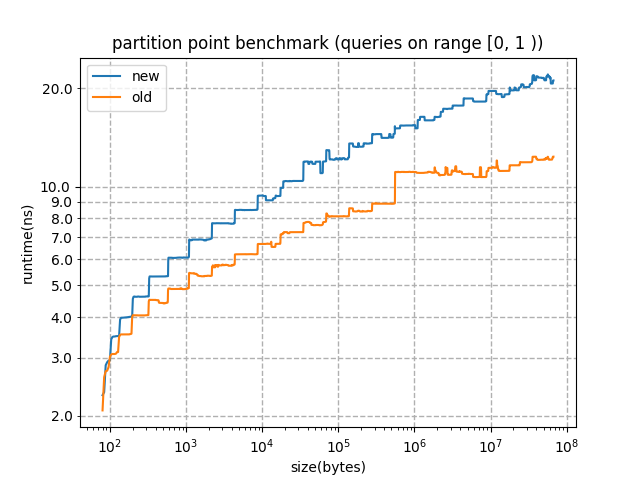 partition point benchmark (queries on range [0, 1 ))
new
old
20.0
10.0
9.0
8.0
7.0
6.0
5.0
4.0
3.0
2.0
runtime(ns)
10² 10³ 10⁴ 10⁵ 10⁶ 10⁷ 10⁸
size(bytes)